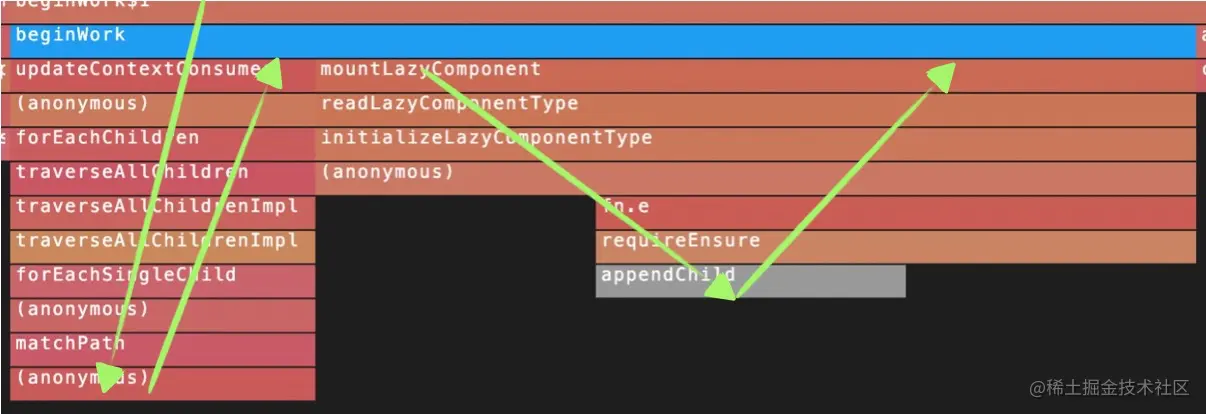 beginWork$1
beginWork
updateContextConsume mountLazyComponent
(anonymous) readLazyComponentType
forEachChildren initializeLazyComponentType
traverseAllChildren (anonymous)
traverseAllChildrenImpl fn.e
traverseAllChildrenImpl requireEnsure
forEachSingleChild appendChild
(anonymous)
matchPath
(anonymous)
@稀土掘金技术社区